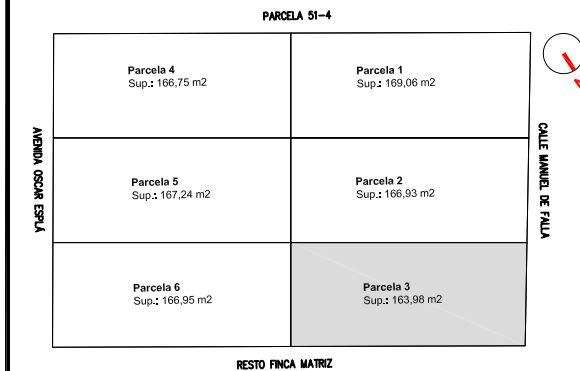 PARCELA 51-4
Parcela 4
Sup.: 166,75 m2
Parcela 1
Sup.: 169,06 m2
AVENIDA OSCAR ESPLÁ
CALLE MANUEL DE FALLA
Parcela 5
Sup.: 167,24 m2
Parcela 2
Sup.: 166,93 m2
Parcela 6
Sup.: 166,95 m2
Parcela 3
Sup.: 163,98 m2
RESTO FINCA MATRIZ